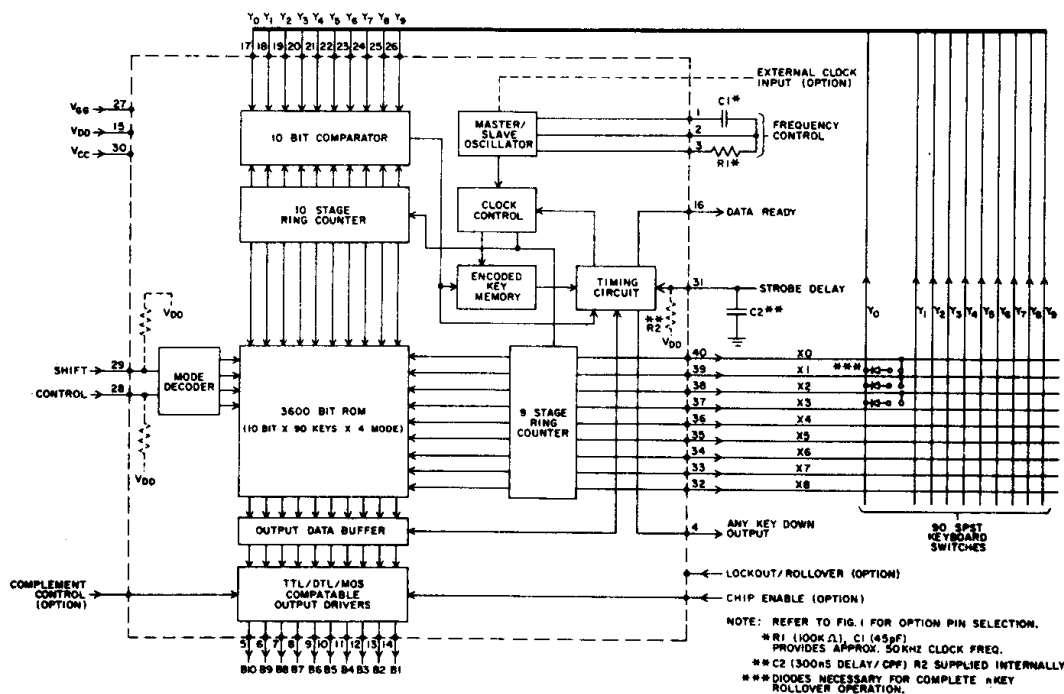 Y0 Y1 Y2 Y3 Y4 Y5 Y6 Y7 Y8 Y9
17 18 19 20 21 22 23 24 25 26
EXTERNAL CLOCK
INPUT (OPTION)
VGG 27
VDD 15
VCC 30
10 BIT COMPARATOR
MASTER/
SLAVE
OSCILLATOR
1 C1*
2
3 R1*
FREQUENCY
CONTROL
10 STAGE
RING COUNTER
CLOCK
CONTROL
16 DATA READY
ENCODED
KEY
MEMORY
TIMING
CIRCUIT
31 STROBE DELAY
** R2
VDD
C2**
Y0 Y1 Y2 Y3 Y4 Y5 Y6 Y7 Y8 Y9
VDD
SHIFT 29
CONTROL 28
VDD
MODE
DECODER
3600 BIT ROM
(10 BIT X 90 KEYS X 4 MODE)
9 STAGE
RING
COUNTER
40 X0
39 X1 ***
38 X2
37 X3
36 X4
35 X5
34 X6
33 X7
32 X8
OUTPUT DATA BUFFER
4 ANY KEY DOWN
OUTPUT
90 SPST
KEYBOARD
SWITCHES
COMPLEMENT
CONTROL
(OPTION)
TTL/DTL/MOS
COMPATABLE
OUTPUT DRIVERS
LOCKOUT/ROLLOVER (OPTION)
CHIP ENABLE (OPTION)
5 6 7 8 9 10 11 12 13 14
B10 B9 B8 B7 B6 B5 B4 B3 B2 B1
NOTE: REFER TO FIG. 1 FOR OPTION PIN SELECTION.
*R1 (100KΩ), C1 (45pF)
PROVIDES APPROX. 50KHZ CLOCK FREQ.
**C2 (300nS DELAY/CPF) R2 SUPPLIED INTERNALLY
***DIODES NECESSARY FOR COMPLETE nKEY
ROLLOVER OPERATION.